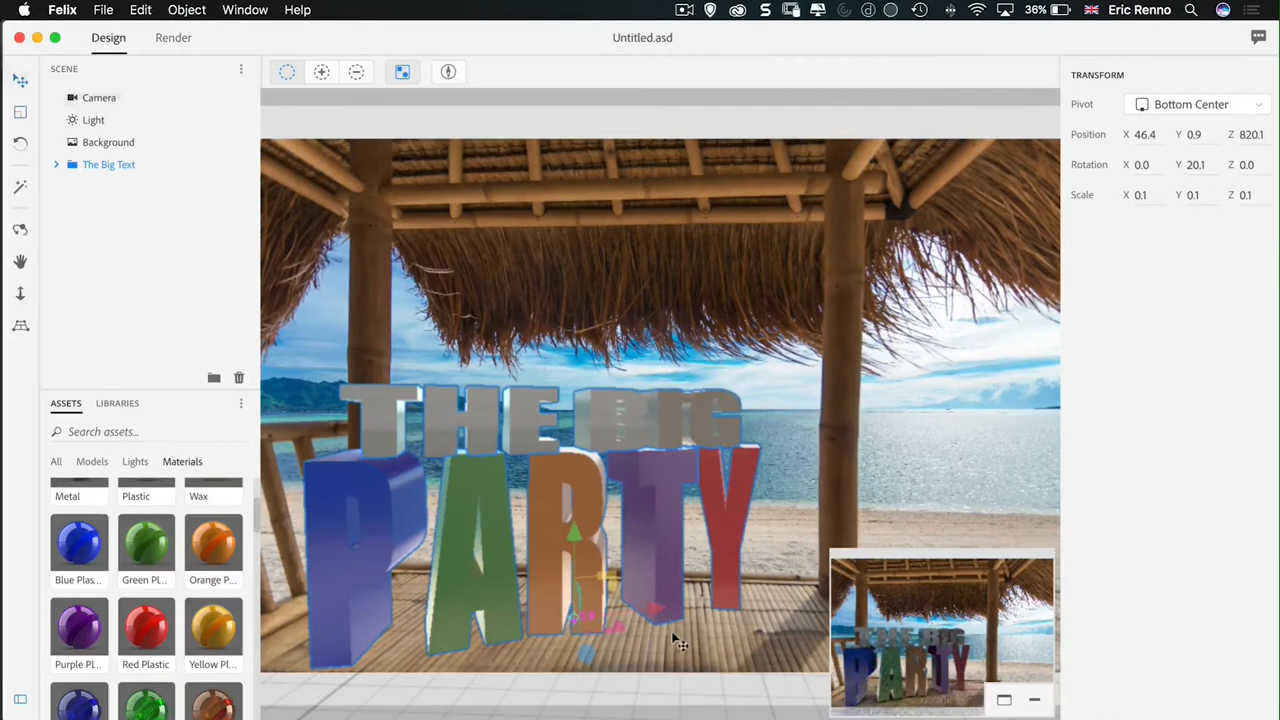 Felix File Edit Object Window Help 36% Eric Renno
Design Render Untitled.asd
SCENE
Camera
Light
Background
The Big Text
ASSETS LIBRARIES
Search assets...
All Models Lights Materials
Metal Plastic Wax
Blue Plas... Green Pl... Orange P...
Purple Pl... Red Plastic Yellow Pl...
THE BIG
PARTY
TRANSFORM
Pivot Bottom Center
Position X 46.4 Y 0.9 Z 820.1
Rotation X 0.0 Y 20.1 Z 0.0
Scale X 0.1 Y 0.1 Z 0.1
THE BIG
PARTY